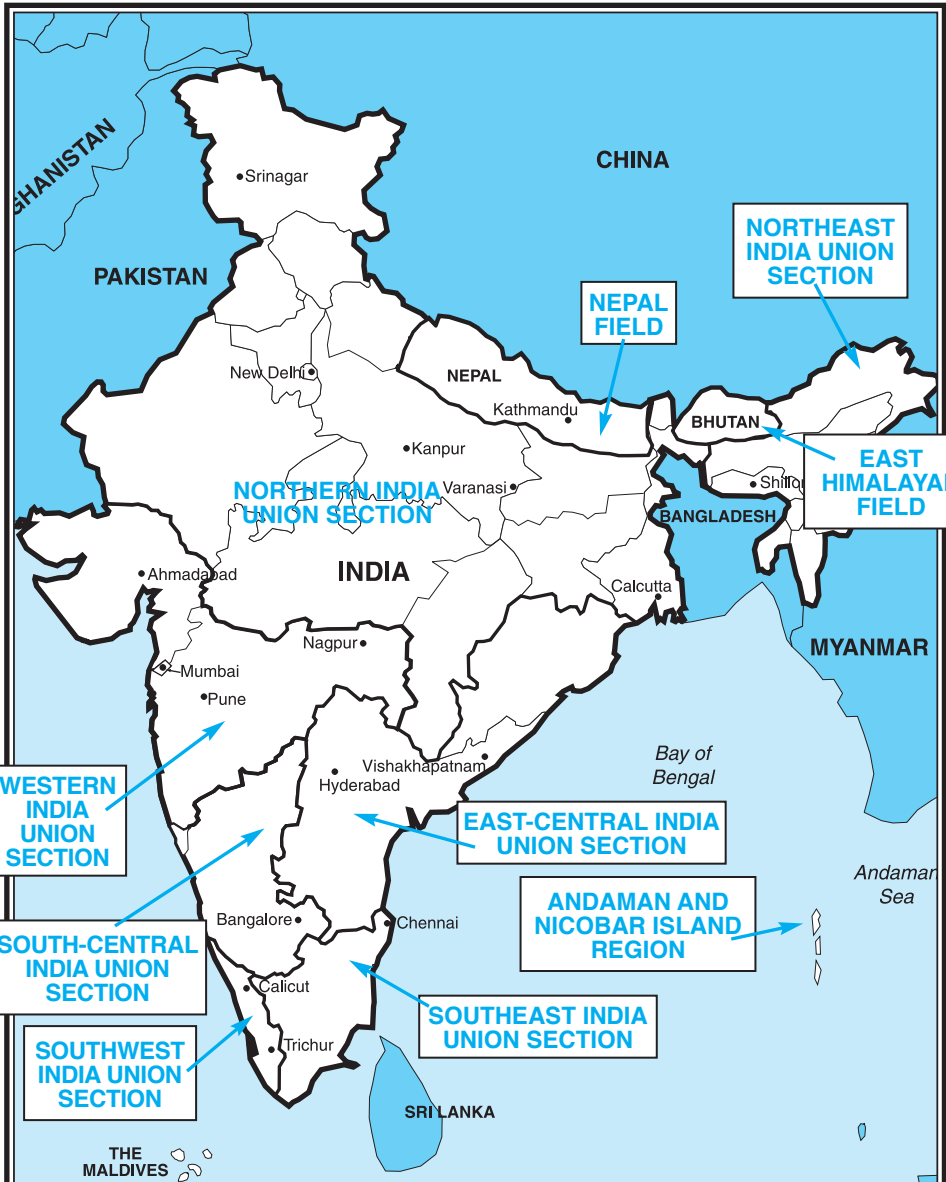 CHINA
GHANISTAN
Srinagar
PAKISTAN
NORTHEAST
INDIA UNION
SECTION
NEPAL
FIELD
New Delhi
NEPAL
Kathmandu
BHUTAN
Kanpur
EAST
HIMALAYAN
FIELD
Varanasi
Shillon
NORTHERN INDIA
UNION SECTION
BANGLADESH
INDIA
Ahmadabad
Calcutta
Nagpur
MYANMAR
Mumbai
Pune
Bay of
Bengal
Vishakhapatnam
Hyderabad
WESTERN
INDIA
UNION
SECTION
EAST-CENTRAL INDIA
UNION SECTION
Andaman
Sea
ANDAMAN AND
NICOBAR ISLAND
REGION
Bangalore
Chennai
SOUTH-CENTRAL
INDIA UNION
SECTION
Calicut
SOUTHEAST INDIA
UNION SECTION
SOUTHWEST
INDIA UNION
SECTION
Trichur
SRI LANKA
THE
MALDIVES